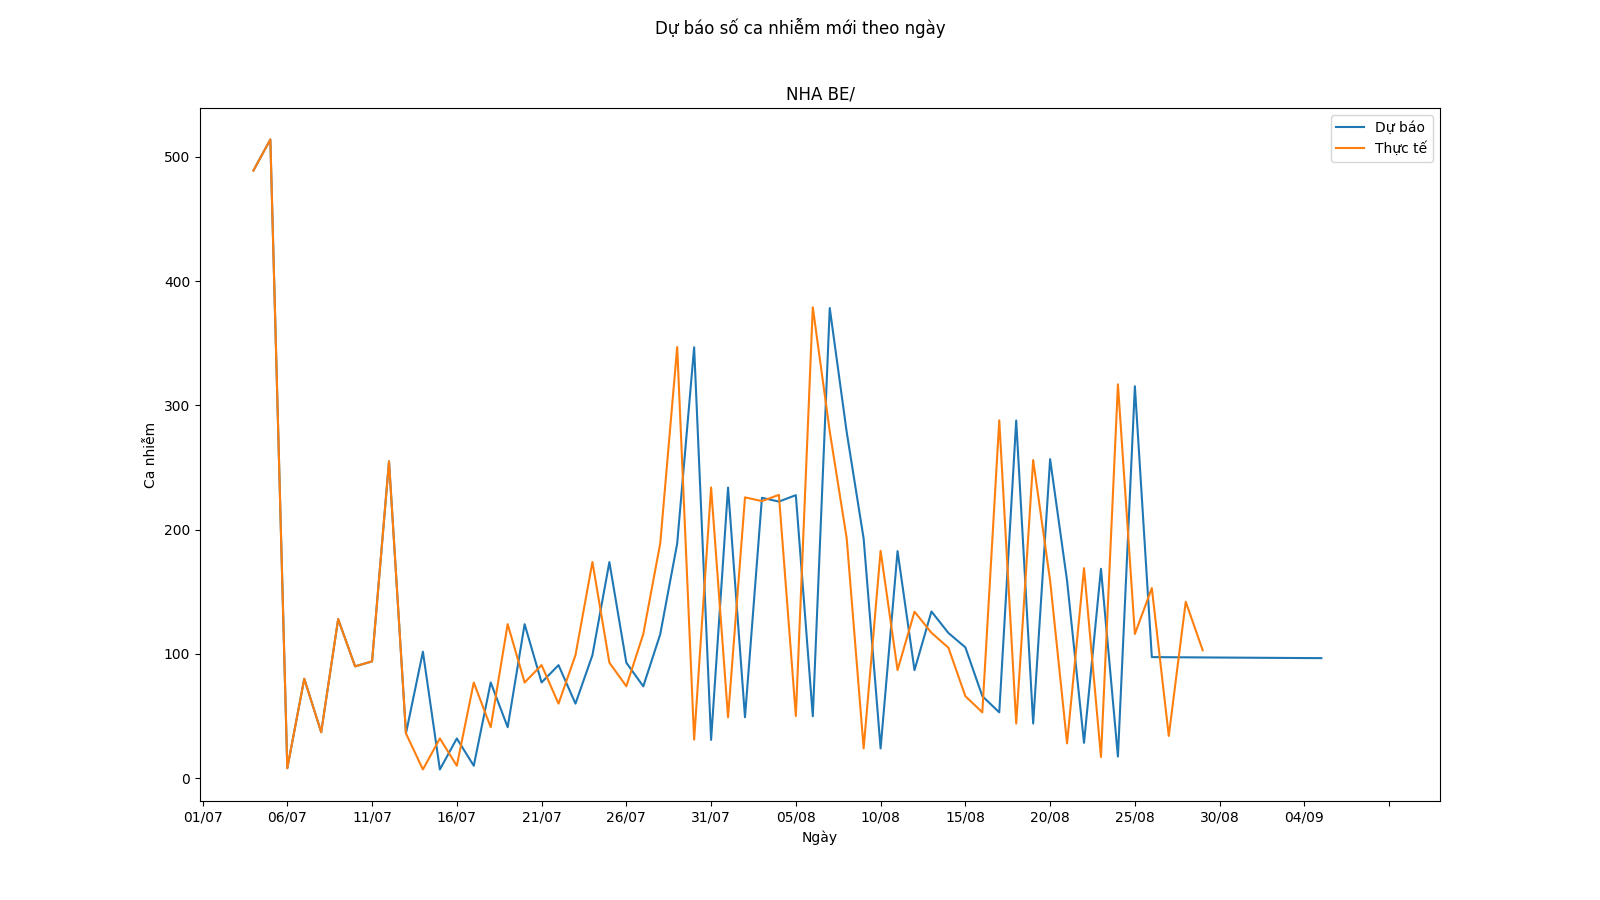 Dự báo số ca nhiễm mới theo ngày
NHA BE/
Dự báo
Thực tế
500
400
300
200
100
0
Ca nhiễm
01/07 06/07 11/07 16/07 21/07 26/07 31/07 05/08 10/08 15/08 20/08 25/08 30/08 04/09
Ngày